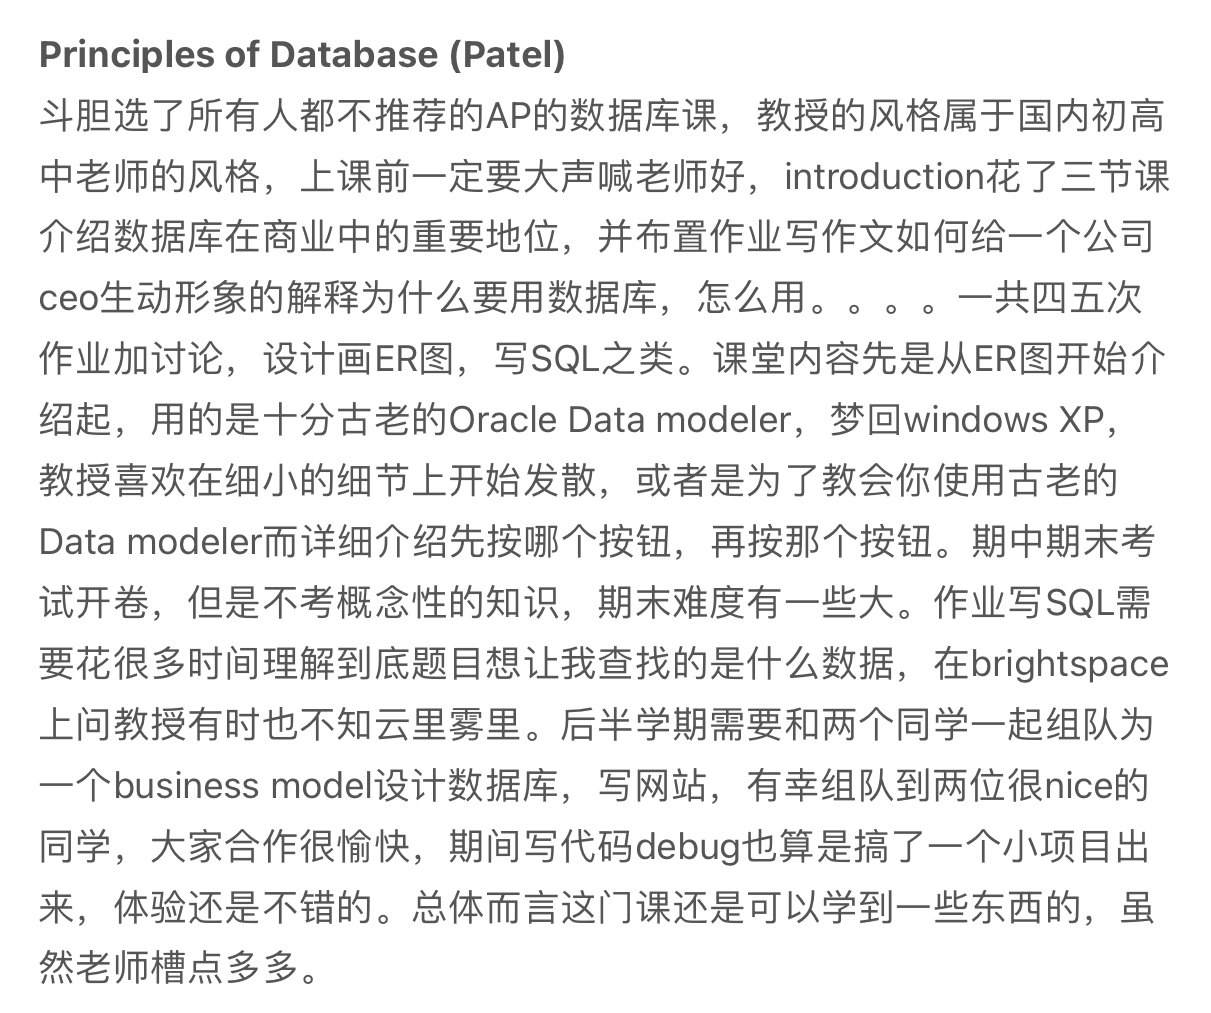 Principles of Database (Patel)
斗胆选了所有人都不推荐的AP的数据库课，教授的风格属于国内初高
中老师的风格，上课前一定要大声喊老师好，introduction花了三节课
介绍数据库在商业中的重要地位，并布置作业写作文如何给一个公司
ceo生动形象的解释为什么要用数据库，怎么用。。。。一共四五次
作业加讨论，设计画ER图，写SQL之类。课堂内容先是从ER图开始介
绍起，用的是十分古老的Oracle Data modeler，梦回windows XP，
教授喜欢在细小的细节上开始发散，或者是为了教会你使用古老的
Data modeler而详细介绍先按哪个按钮，再按那个按钮。期中期末考
试开卷，但是不考概念性的知识，期末难度有一些大。作业写SQL需
要花很多时间理解到底题目想让我查找的是什么数据，在brightspace
上问教授有时也不知云里雾里。后半学期需要和两个同学一起组队为
一个business model设计数据库，写网站，有幸组队到两位很nice的
同学，大家合作很愉快，期间写代码debug也算是搞了一个小项目出
来，体验还是不错的。总体而言这门课还是可以学到一些东西的，虽
然老师槽点多多。